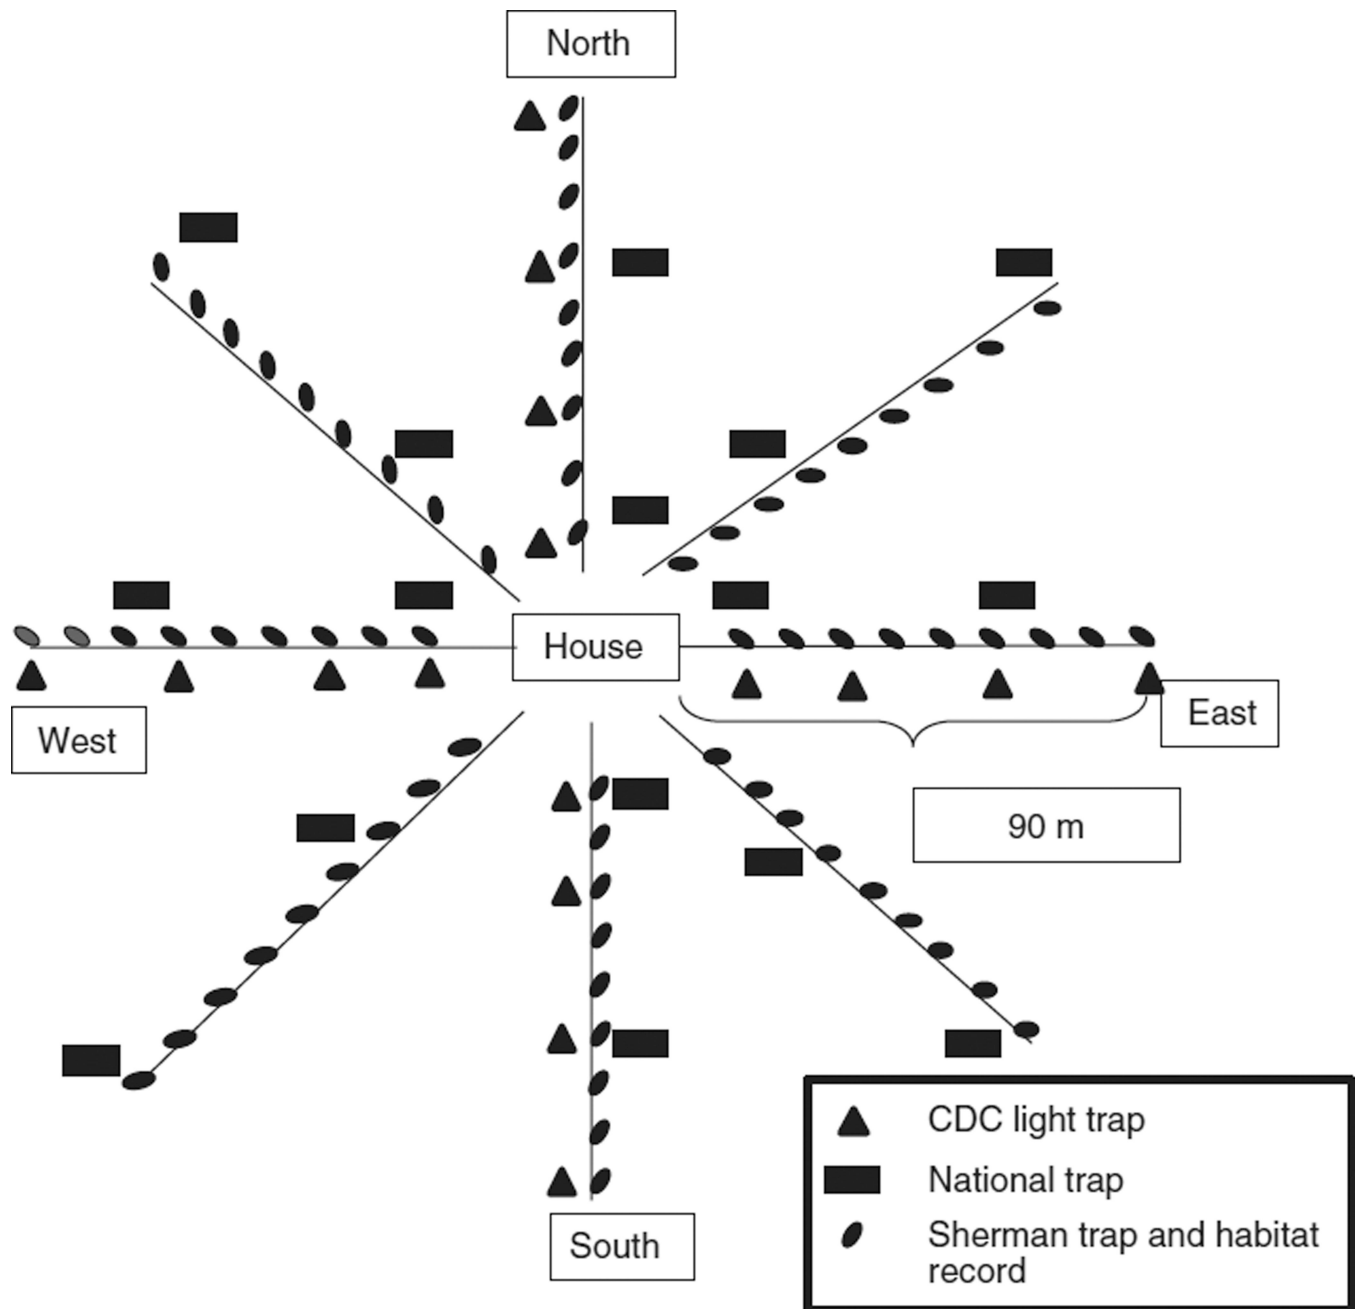 North
House
West
East
90 m
South
CDC light trap
National trap
Sherman trap and habitat
record